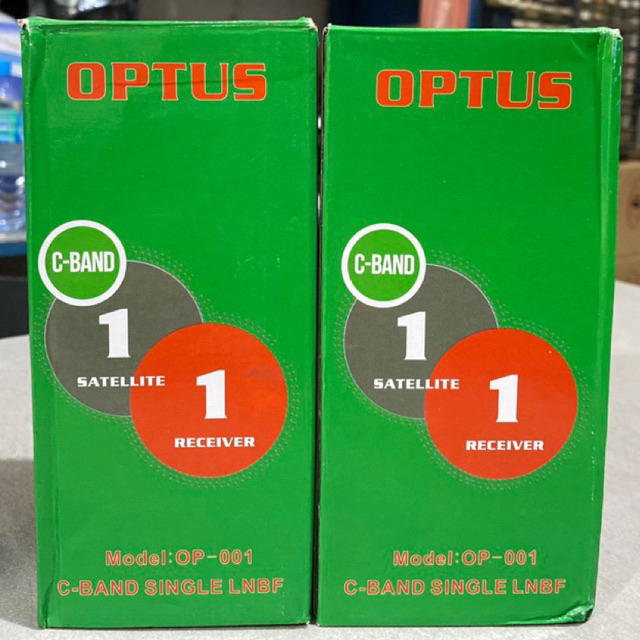 OPTUS
C-BAND
1
SATELLITE
1
RECEIVER
Model:OP-001
C-BAND SINGLE LNBF
OPTUS
C-BAND
1
SATELLITE
1
RECEIVER
Model:OP-001
C-BAND SINGLE LNBF